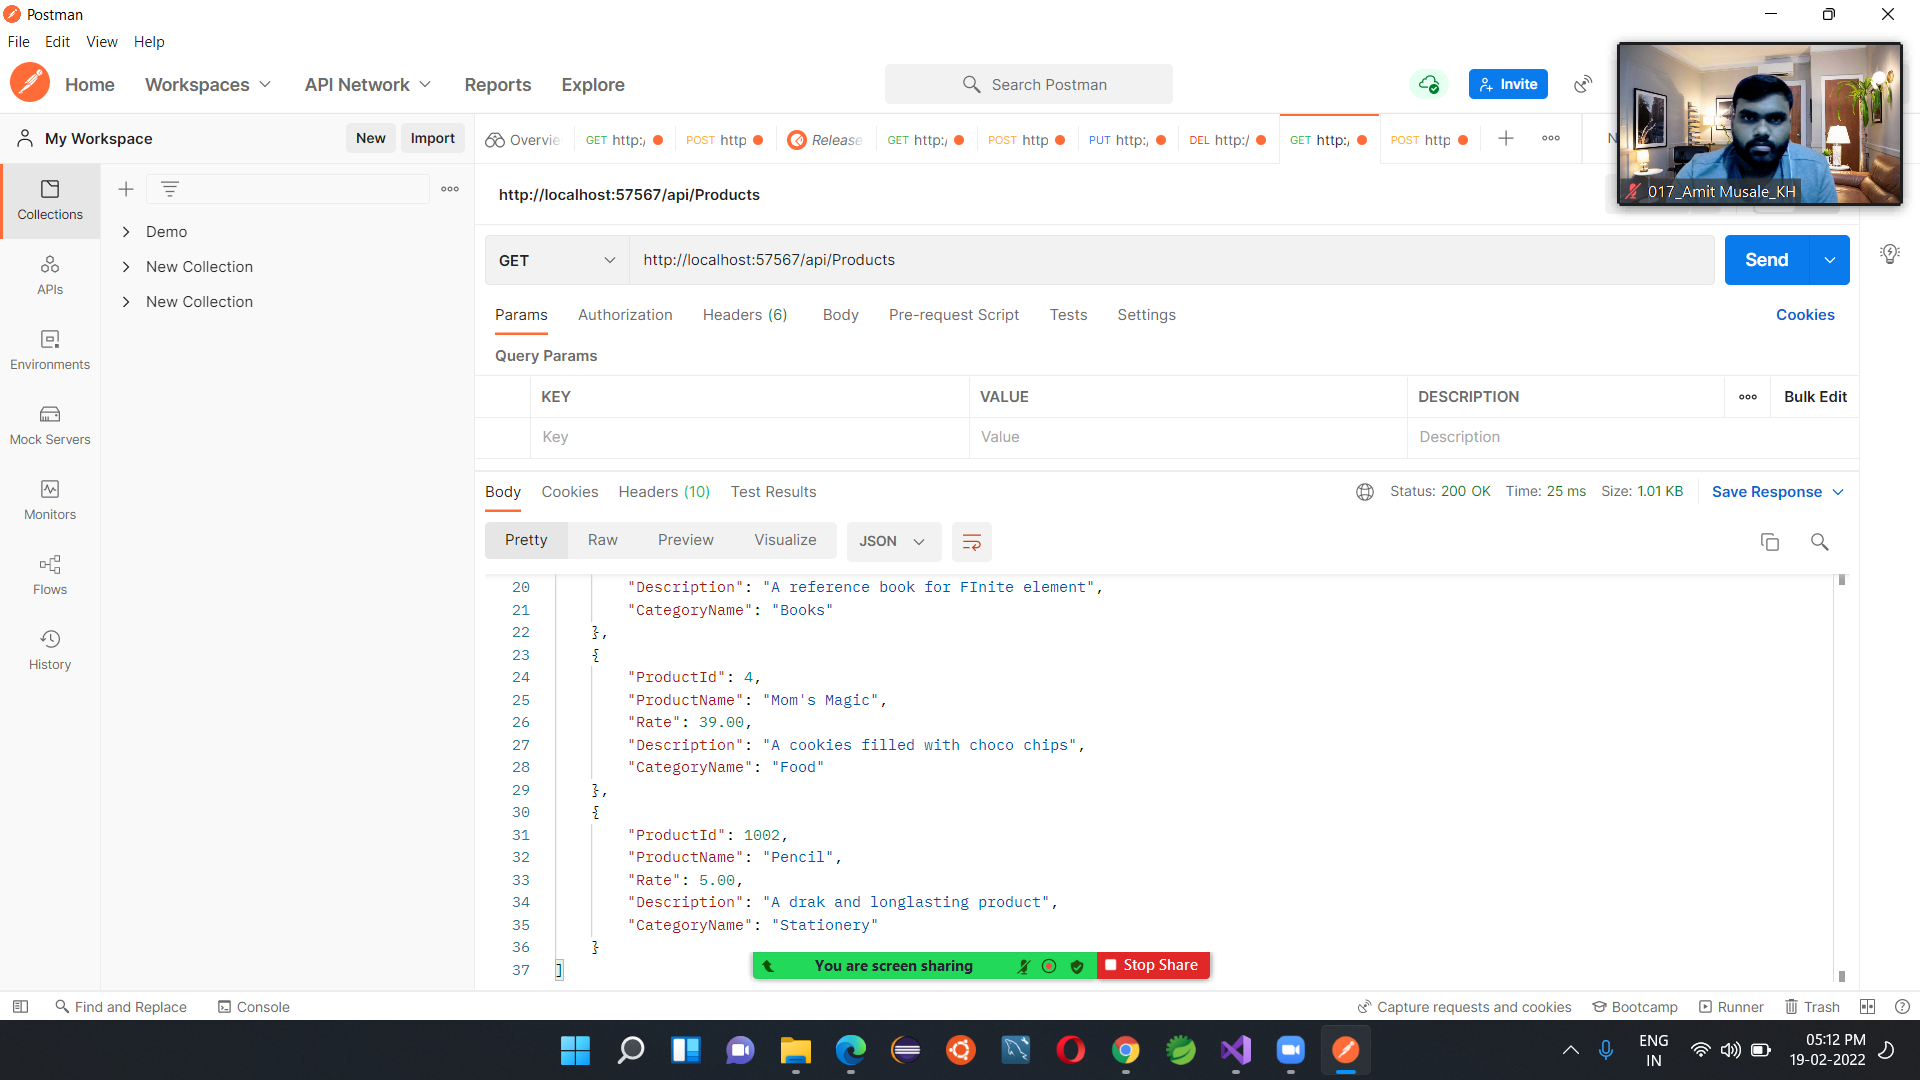 Postman
File Edit View Help
Home Workspaces API Network Reports Explore
Search Postman
Invite
My Workspace New Import
Overvie GET http:/ POST http Release GET http:/ POST http PUT http:/ DEL http:/ GET http:/ POST http
N
017_Amit Musale_KH
Collections
APIs
Environments
Mock Servers
Monitors
Flows
History
Demo
New Collection
New Collection
http://localhost:57567/api/Products
GET http://localhost:57567/api/Products Send
Params Authorization Headers (6) Body Pre-request Script Tests Settings Cookies
Query Params
KEY VALUE DESCRIPTION Bulk Edit
Key Value Description
Body Cookies Headers (10) Test Results Status: 200 OK Time: 25 ms Size: 1.01 KB Save Response
Pretty Raw Preview Visualize JSON
20 "Description": "A reference book for FInite element",
21 "CategoryName": "Books"
22 },
23 {
24 "ProductId": 4,
25 "ProductName": "Mom's Magic",
26 "Rate": 39.00,
27 "Description": "A cookies filled with choco chips",
28 "CategoryName": "Food"
29 },
30 {
31 "ProductId": 1002,
32 "ProductName": "Pencil",
33 "Rate": 5.00,
34 "Description": "A drak and longlasting product",
35 "CategoryName": "Stationery"
36 }
37 ]
You are screen sharing Stop Share
Find and Replace Console Capture requests and cookies Bootcamp Runner Trash
ENG
IN
05:12 PM
19-02-2022